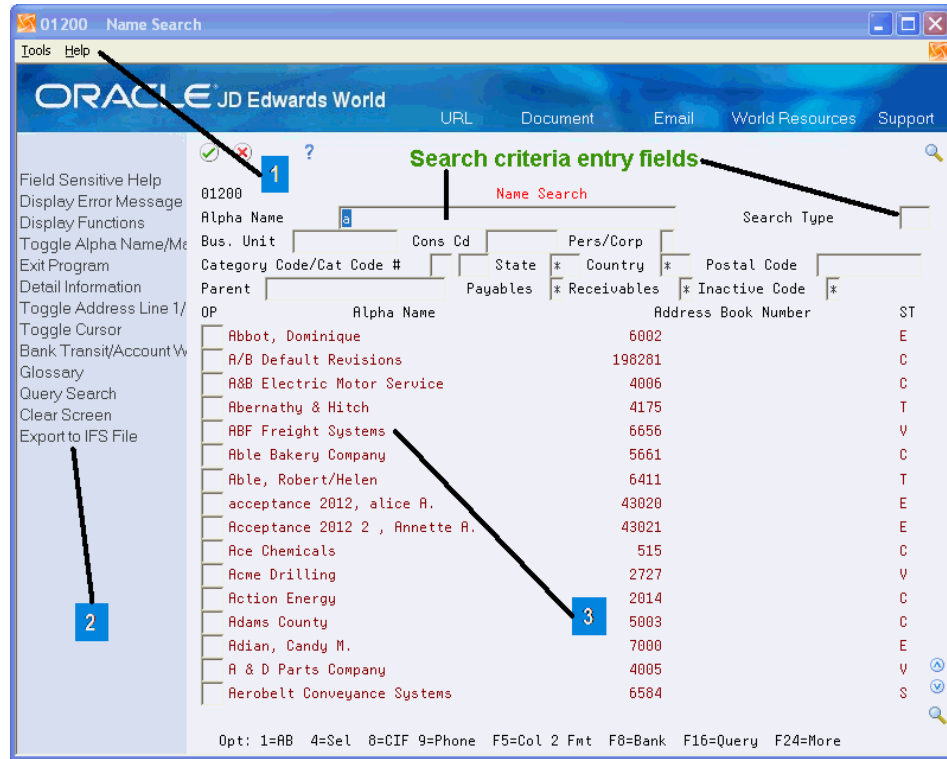 01200 Name Search
Tools Help
ORACLE JD Edwards World
URL Document Email World Resources Support
? Search criteria entry fields
1
Field Sensitive Help
Display Error Message
Display Functions
Toggle Alpha Name/Ma
Exit Program
Detail Information
Toggle Address Line 1/
Toggle Cursor
Bank Transit/Account W
Glossary
Query Search
Clear Screen
Export to IFS File
2
01200 Name Search
Alpha Name a Search Type
Bus. Unit Cons Cd Pers/Corp
Category Code/Cat Code # State * Country * Postal Code
Parent Payables * Receivables * Inactive Code *
OP Alpha Name Address Book Number ST
Abbot, Dominique 6002 E
A/B Default Revisions 198281 C
A&B Electric Motor Service 4006 C
Abernathy & Hitch 4175 T
ABF Freight Systems 6656 V
Able Bakery Company 5661 C
Able, Robert/Helen 6411 T
acceptance 2012, alice A. 43020 E
Acceptance 2012 2 , Annette A. 43021 E
Ace Chemicals 515 C
Acme Drilling 2727 V
Action Energy 2014 C
3
Adams County 5003 C
Adian, Candy M. 7000 E
A & D Parts Company 4005 V
Aerobelt Conveyance Systems 6584 S
Opt: 1=AB 4=Sel 8=CIF 9=Phone F5=Col 2 Fmt F8=Bank F16=Query F24=More